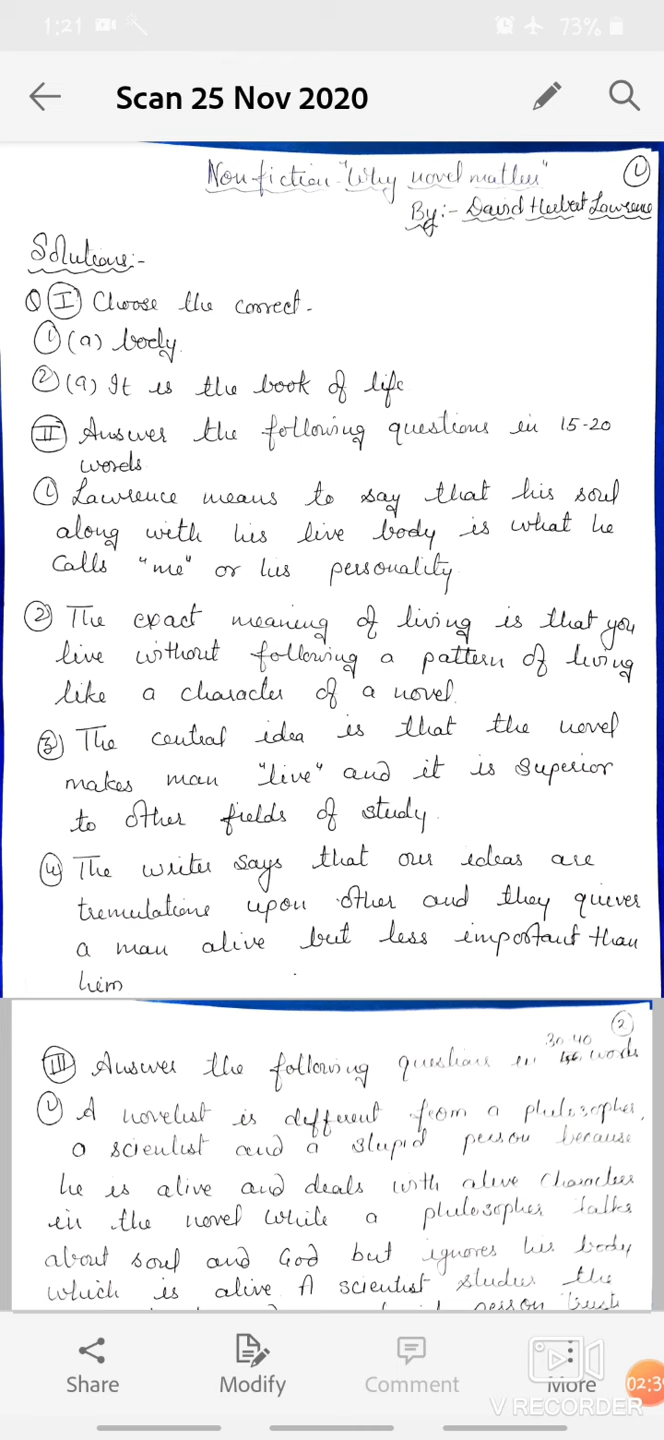 1:21 73%
Scan 25 Nov 2020
Non-fiction "Why novel matters" 1
By:- David Herbert Lawrence
Solutions:-
Q I Choose the correct.
1 (a) body
2 (a) It is the book of life
II Answer the following questions in 15-20
words
1 Lawrence means to say that his soul
along with his live body is what he
calls "me" or his personality
2 The exact meaning of living is that you
live without following a pattern of living
like a character of a novel
3 The central idea is that the novel
makes man "live" and it is superior
to other fields of study
4 The writer says that our ideas are
tremulations upon other and they quiver
a man alive but less important than
him
2
30-40
III Answer the following questions in words
1 A novelist is different from a philosopher,
a scientist and a stupid person because
he is alive and deals with alive characters
in the novel while a philosopher talks
about soul and God but ignores his body
which is alive A scientist studies the
person
Share Modify Comment More 02:3
V RECORDER